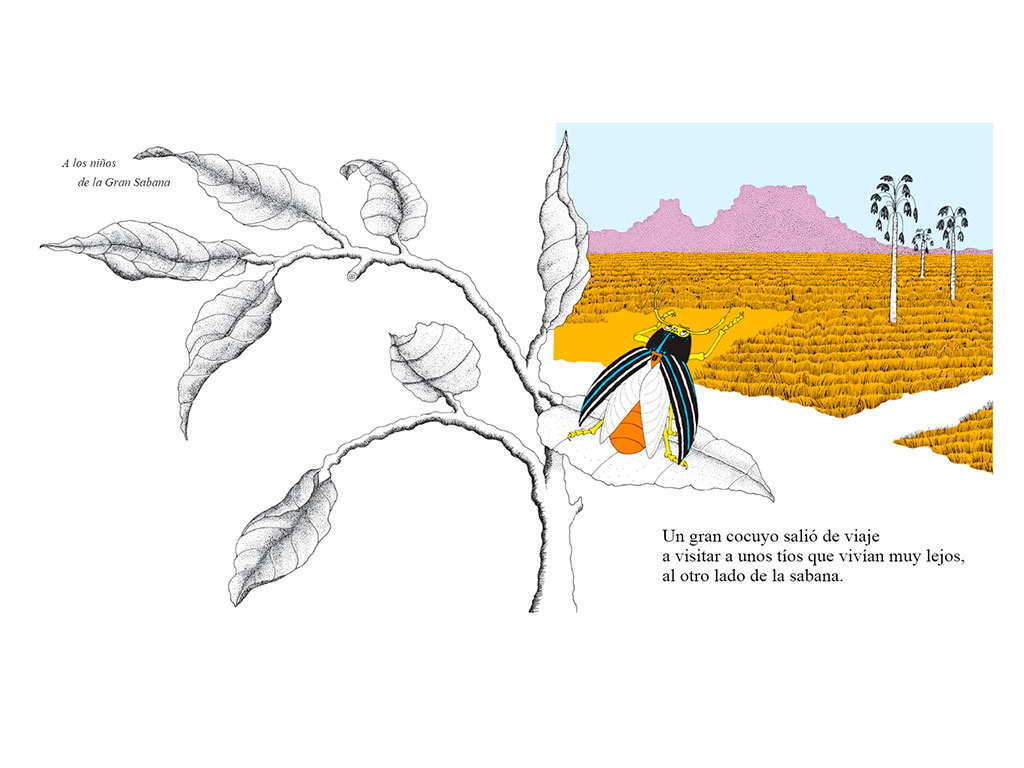 A los niños
de la Gran Sabana
Un gran cocuyo salió de viaje
a visitar a unos tíos que vivían muy lejos,
al otro lado de la sabana.